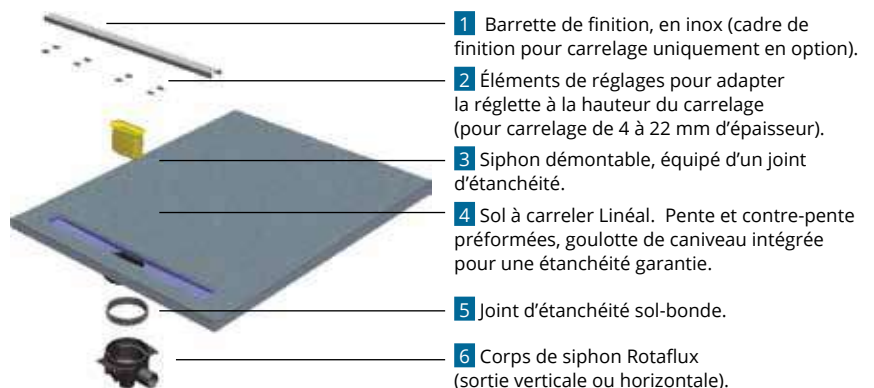 1 Barrette de finition, en inox (cadre de
finition pour carrelage uniquement en option).
2 Éléments de réglages pour adapter
la réglette à la hauteur du carrelage
(pour carrelage de 4 à 22 mm d'épaisseur).
3 Siphon démontable, équipé d'un joint
d'étanchéité.
4 Sol à carreler Linéal. Pente et contre-pente
préformées, goulotte de caniveau intégrée
pour une étanchéité garantie.
5 Joint d'étanchéité sol-bonde.
6 Corps de siphon Rotaflux
(sortie verticale ou horizontale).